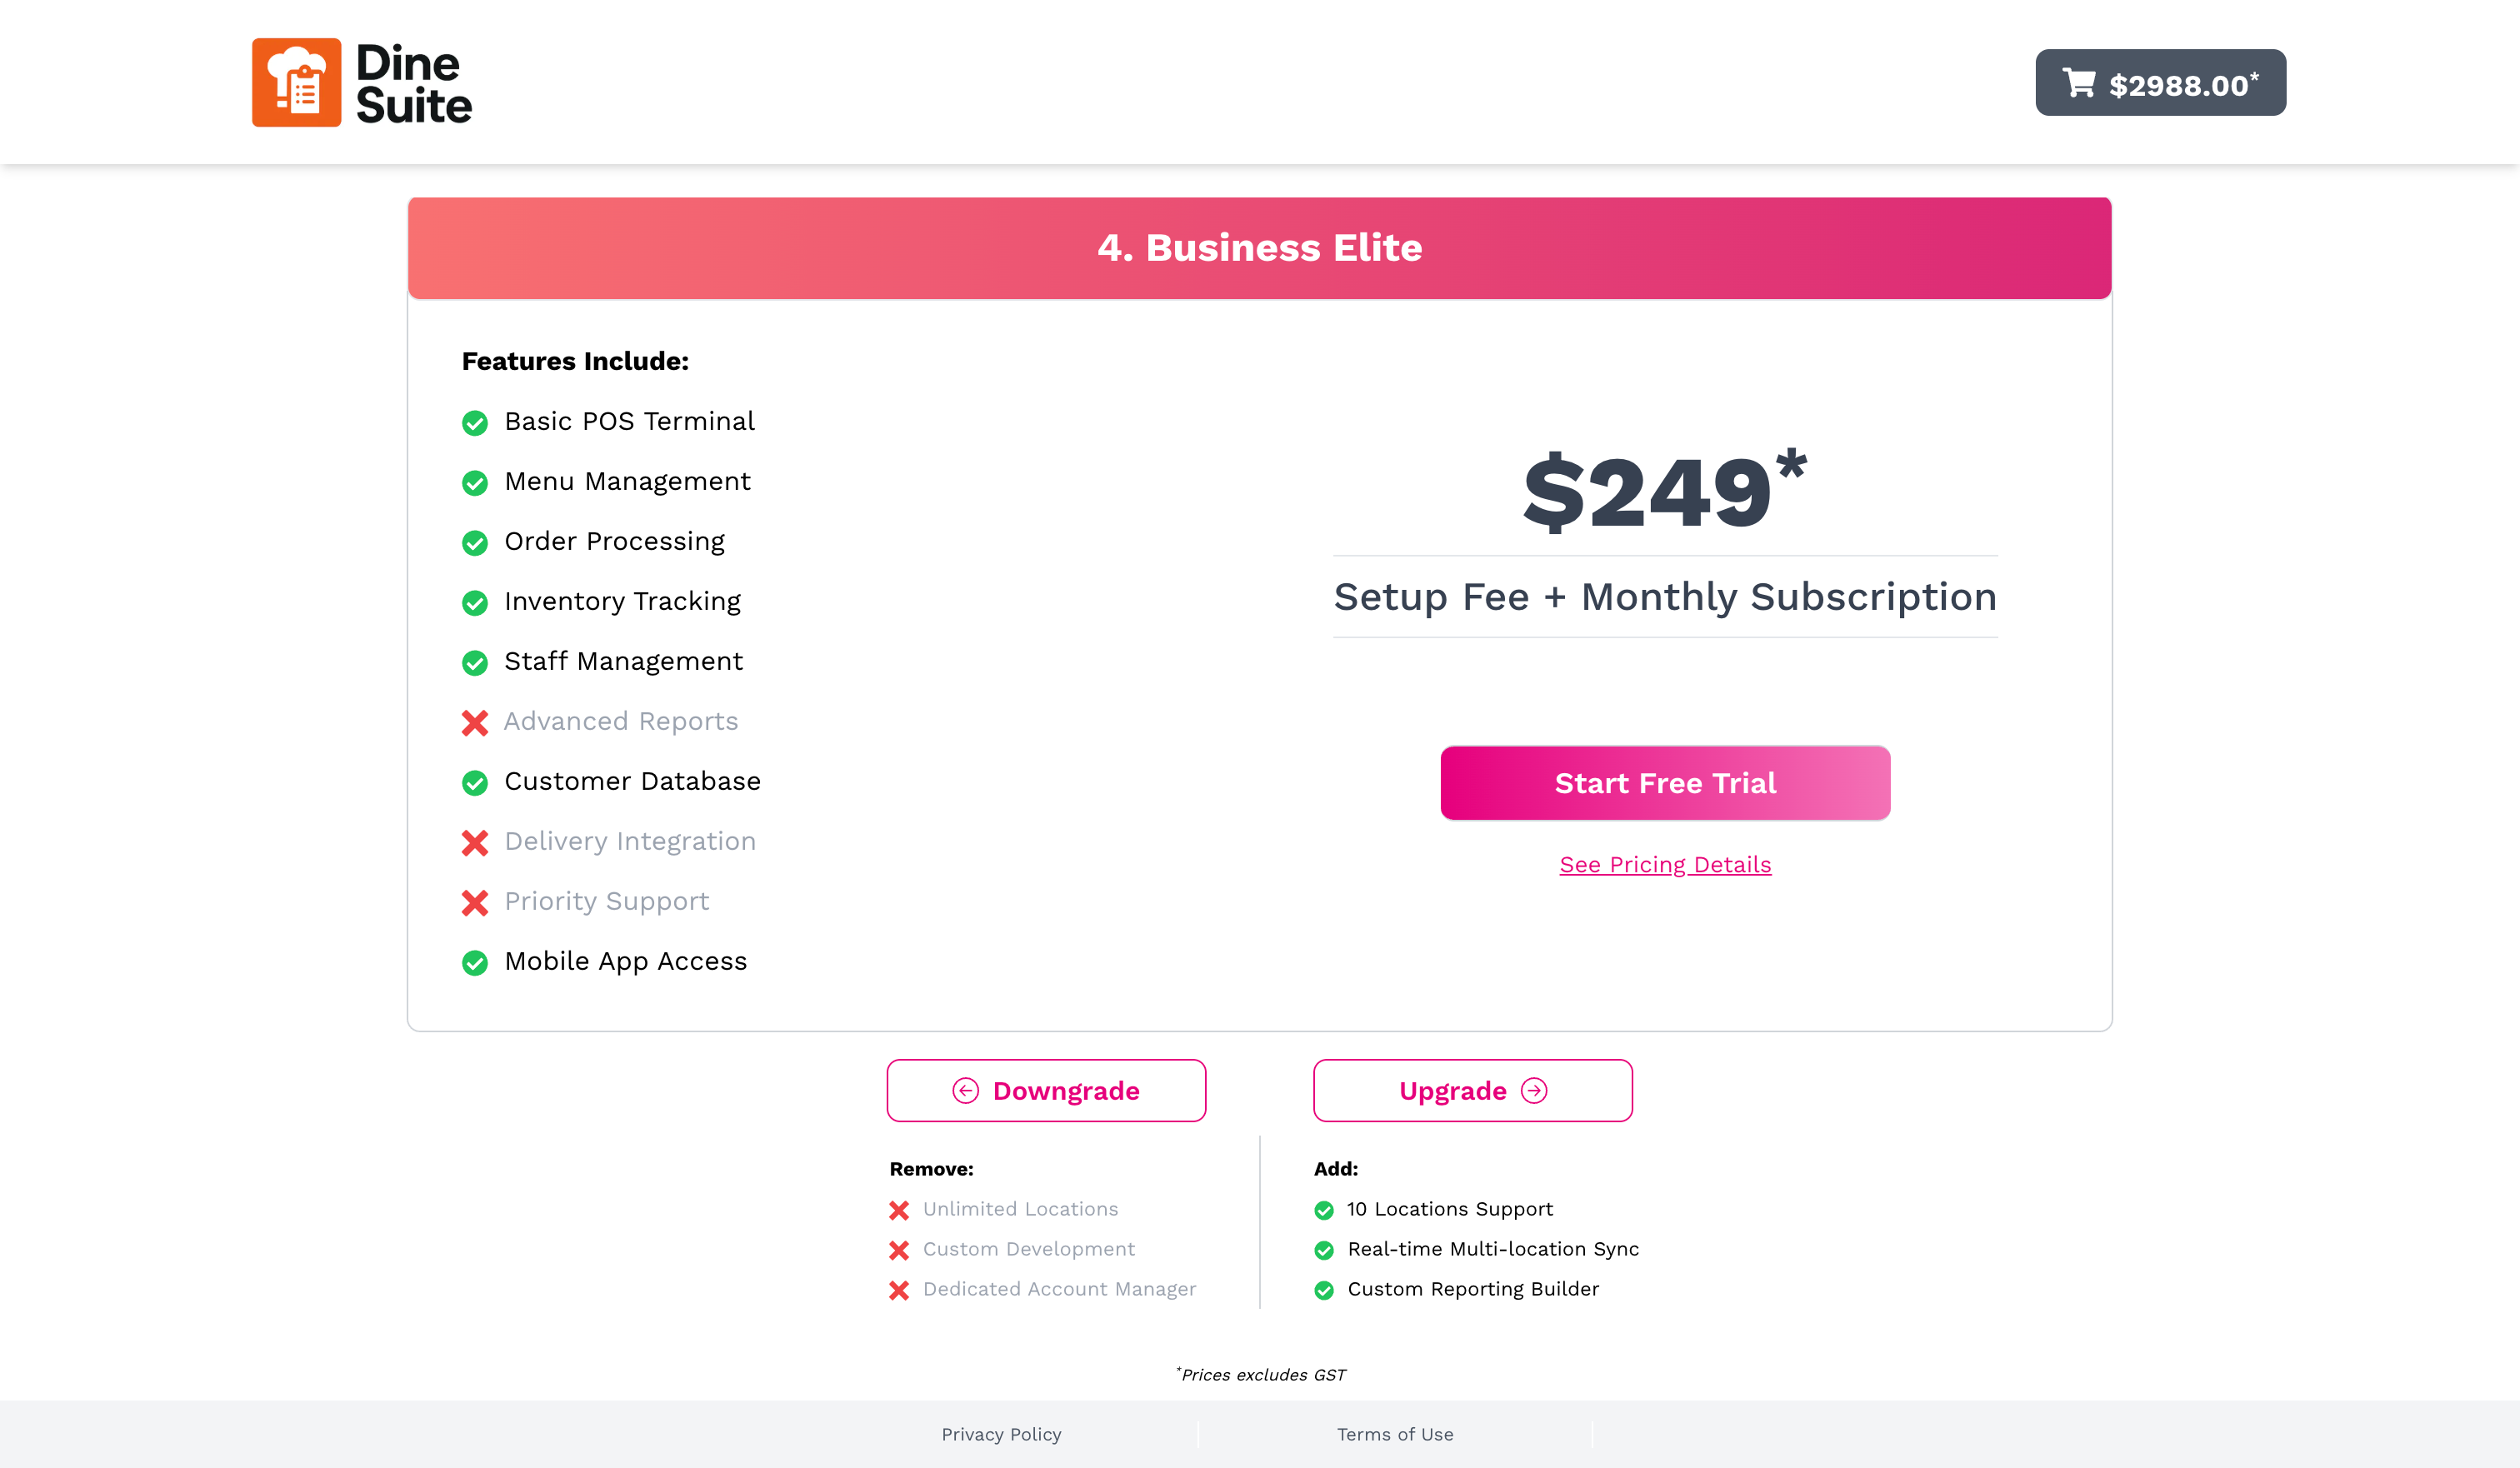 Dine
Suite
$2988.00*
4. Business Elite
Features Include:
Basic POS Terminal
Menu Management
Order Processing
Inventory Tracking
Staff Management
Advanced Reports
Customer Database
Delivery Integration
Priority Support
Mobile App Access
$249*
Setup Fee + Monthly Subscription
Start Free Trial
See Pricing Details
Downgrade
Remove:
Unlimited Locations
Custom Development
Dedicated Account Manager
Upgrade
Add:
10 Locations Support
Real-time Multi-location Sync
Custom Reporting Builder
*Prices excludes GST
Privacy Policy
Terms of Use